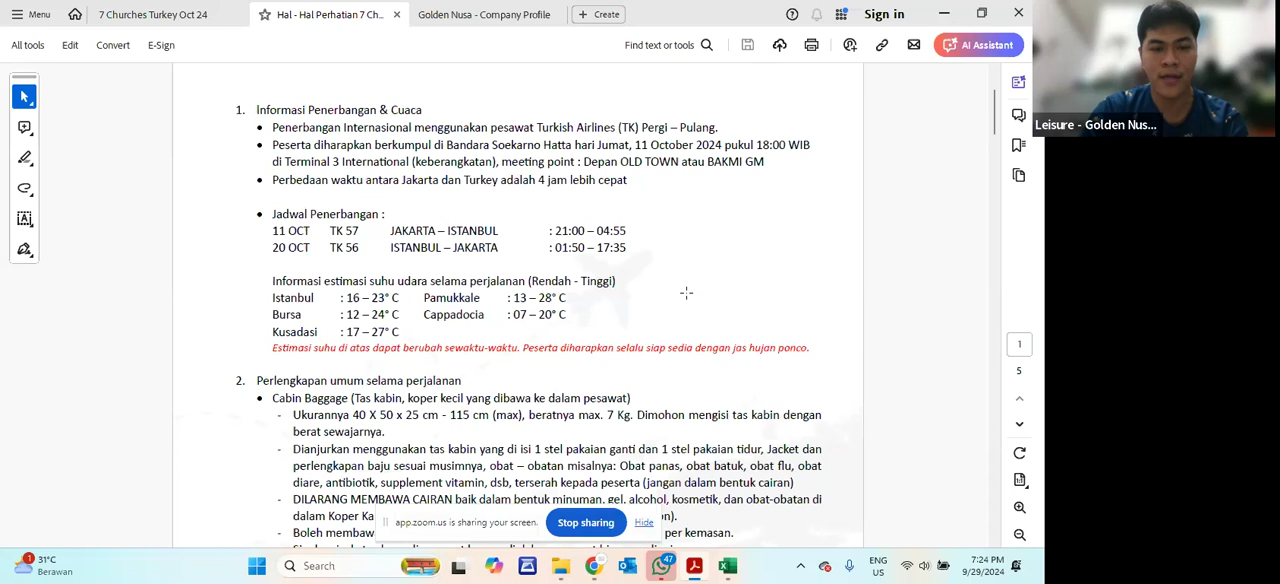 Menu
7 Churches Turkey Oct 24
Hal - Hal Perhatian 7 Ch...
Golden Nusa - Company Profile
Create
Sign in
All tools
Edit
Convert
E-Sign
Find text or tools
AI Assistant
Leisure - Golden Nus...
1. Informasi Penerbangan & Cuaca
• Penerbangan Internasional menggunakan pesawat Turkish Airlines (TK) Pergi – Pulang.
• Peserta diharapkan berkumpul di Bandara Soekarno Hatta hari Jumat, 11 October 2024 pukul 18:00 WIB
di Terminal 3 International (keberangkatan), meeting point : Depan OLD TOWN atau BAKMI GM
• Perbedaan waktu antara Jakarta dan Turkey adalah 4 jam lebih cepat
• Jadwal Penerbangan :
11 OCT TK 57 JAKARTA – ISTANBUL : 21:00 – 04:55
20 OCT TK 56 ISTANBUL – JAKARTA : 01:50 – 17:35
Informasi estimasi suhu udara selama perjalanan (Rendah - Tinggi)
Istanbul : 16 – 23° C Pamukkale : 13 – 28° C
Bursa : 12 – 24° C Cappadocia : 07 – 20° C
Kusadasi : 17 – 27° C
Estimasi suhu di atas dapat berubah sewaktu-waktu. Peserta diharapkan selalu siap sedia dengan jas hujan ponco.
2. Perlengkapan umum selama perjalanan
• Cabin Baggage (Tas kabin, koper kecil yang dibawa ke dalam pesawat)
- Ukurannya 40 X 50 x 25 cm - 115 cm (max), beratnya max. 7 Kg. Dimohon mengisi tas kabin dengan
berat sewajarnya.
- Dianjurkan menggunakan tas kabin yang di isi 1 stel pakaian ganti dan 1 stel pakaian tidur, Jacket dan
perlengkapan baju sesuai musimnya, obat – obatan misalnya: Obat panas, obat batuk, obat flu, obat
diare, antibiotik, supplement vitamin, dsb, terserah kepada peserta (jangan dalam bentuk cairan)
- DILARANG MEMBAWA CAIRAN baik dalam bentuk minuman, gel, alcohol, kosmetik, dan obat-obatan di
dalam Koper
- Boleh membaw per kemasan.
app.zoom.us is sharing your screen.
Stop sharing
Hide
1
5
1
31°C
Berawan
Search
47
ENG
US
7:24 PM
9/29/2024